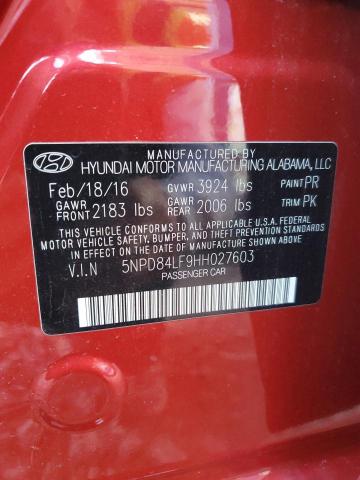 MANUFACTURED BY
HYUNDAI MOTOR MANUFACTURING ALABAMA, LLC
Feb/18/16 GVWR 3924 lbs PAINT PR
GAWR FRONT 2183 lbs GAWR REAR 2006 lbs TRIM PK
THIS VEHICLE CONFORMS TO ALL APPLICABLE U.S.A. FEDERAL
MOTOR VEHICLE SAFETY, BUMPER, AND THEFT PREVENTION
STANDARDS IN EFFECT ON THE DATE OF MANUFACTURE SHOWN ABOVE.
V.I.N 5NPD84LF9HH027603
PASSENGER CAR